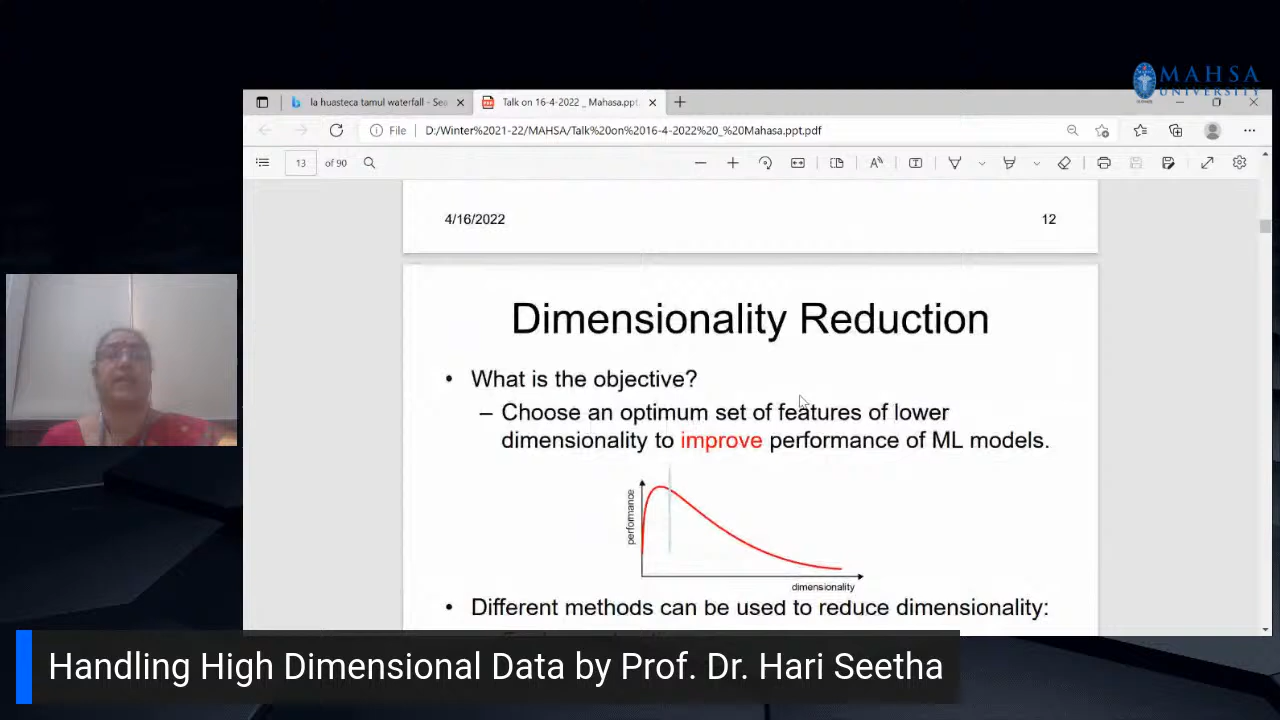 MAHSA
UNIVERSITY
la huasteca tamul waterfall - Sea
Talk on 16-4-2022 _ Mahasa.ppt.
File
D:/Winter%2021-22/MAHSA/Talk%20on%2016-4-2022%20_%20Mahasa.ppt.pdf
13 of 90
4/16/2022
12
Dimensionality Reduction
• What is the objective?
– Choose an optimum set of features of lower
dimensionality to improve performance of ML models.
performance
dimensionality
• Different methods can be used to reduce dimensionality:
Handling High Dimensional Data by Prof. Dr. Hari Seetha